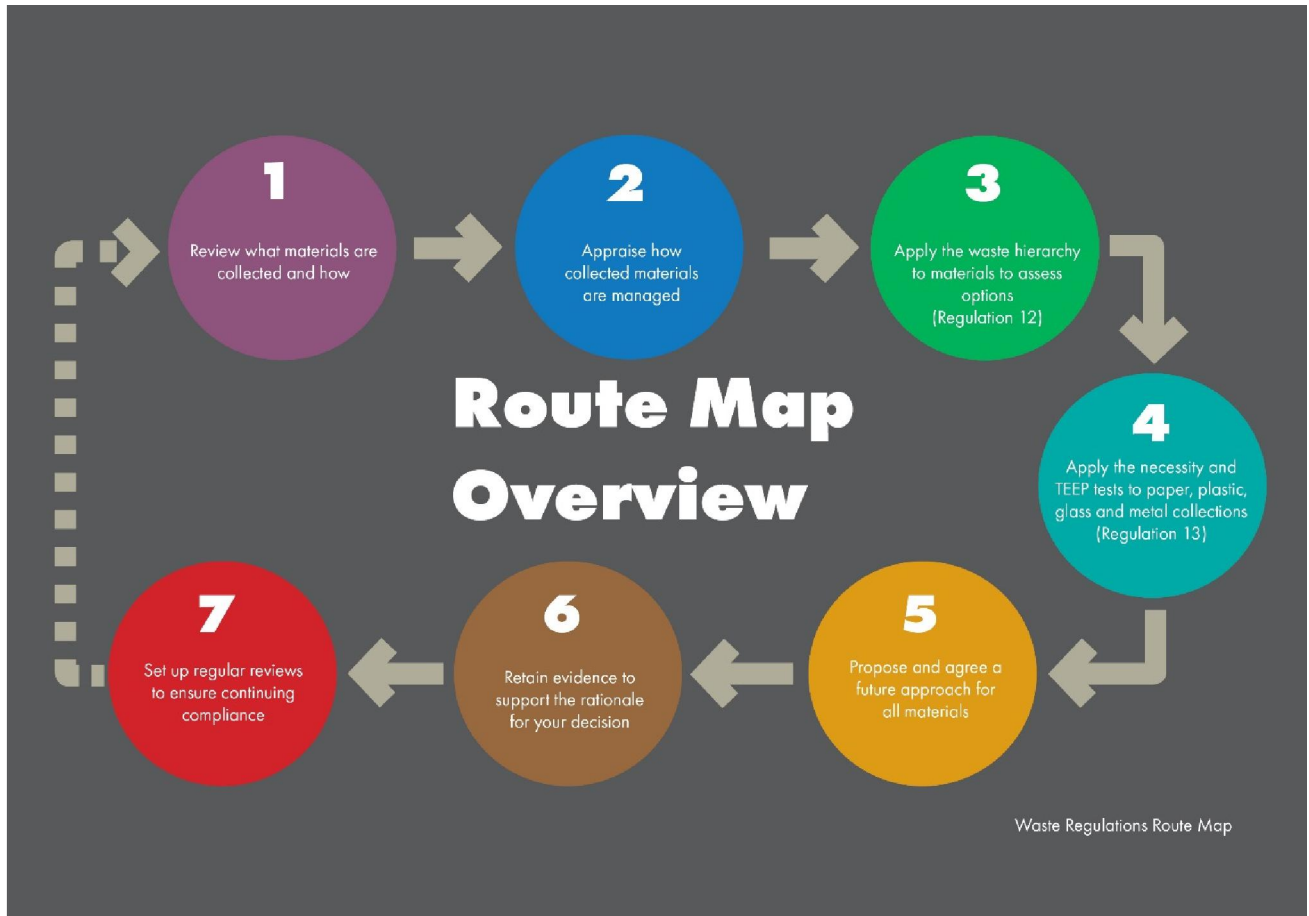 1
Review what materials are
collected and how
2
Appraise how
collected materials
are managed
3
Apply the waste hierarchy
to materials to assess
options
(Regulation 12)
Route Map
Overview
4
Apply the necessity and
TEEP tests to paper, plastic,
glass and metal collections
(Regulation 13)
5
Propose and agree a
future approach for
all materials
6
Retain evidence to
support the rationale
for your decision
7
Set up regular reviews
to ensure continuing
compliance
Waste Regulations Route Map